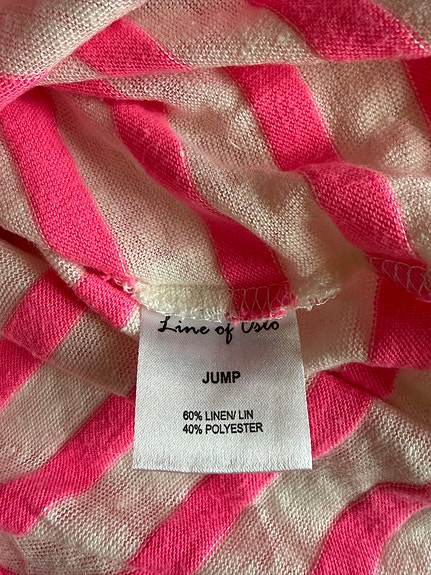 Line of Oslo
JUMP
60% LINEN/ LIN
40% POLYESTER